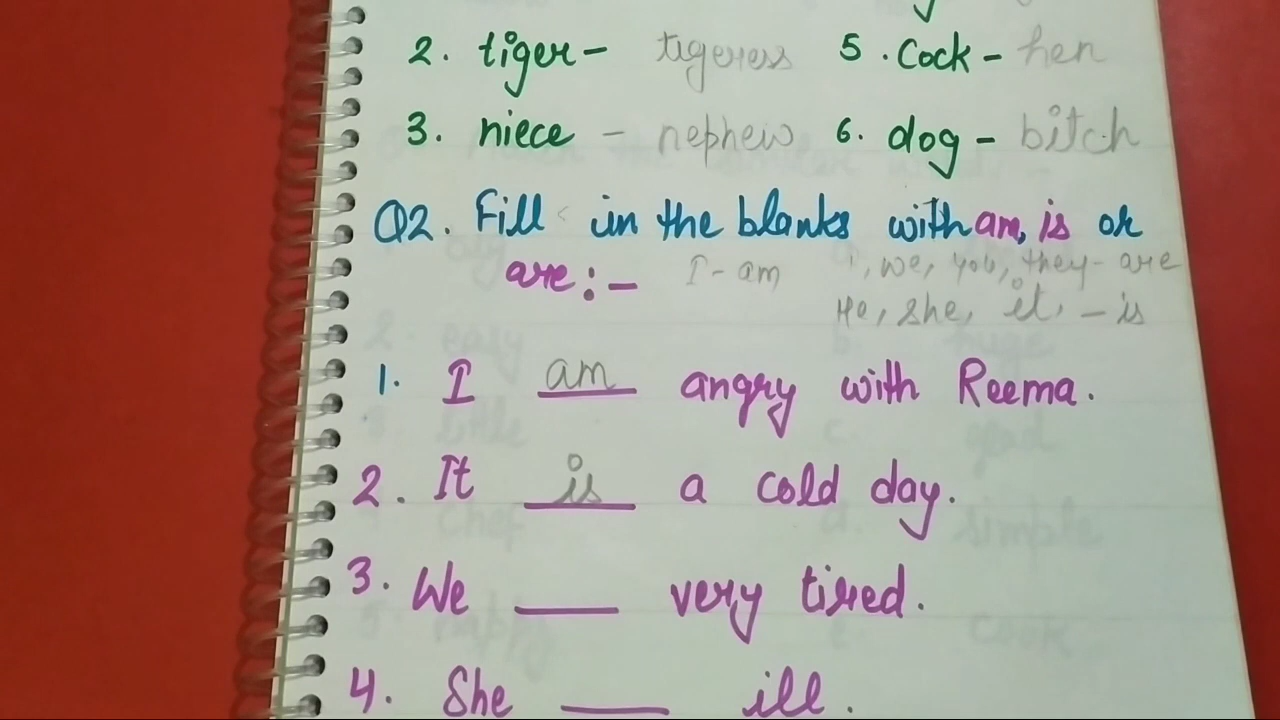 2. tiger- tigeress 5. Cock- hen
3. niece - nephew 6. dog - bitch
Q2. Fill in the blanks with am, is or
are:- I-am , we, you, they- are
He, she, it, - is
1. I am angry with Reema.
2. It is a cold day.
3. We ____ very tired.
4. She ____ ill.